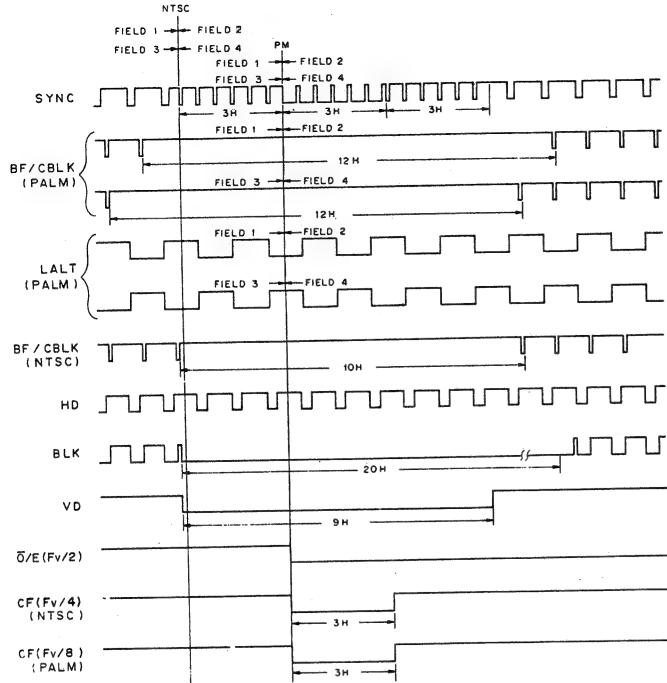 NTSC
FIELD 1 FIELD 2
FIELD 3 FIELD 4
PM
FIELD 1 FIELD 2
FIELD 3 FIELD 4
SYNC
3H 3H 3H
FIELD 1 FIELD 2
BF/CBLK
(PALM)
12H
FIELD 3 FIELD 4
12H
FIELD 1 FIELD 2
LALT
(PALM)
FIELD 3 FIELD 4
BF/CBLK
(NTSC)
10H
HD
BLK
20H
VD
9H
O̅/E(Fv/2)
CF(Fv/4)
(NTSC)
3H
CF(Fv/8)
(PALM)
3H